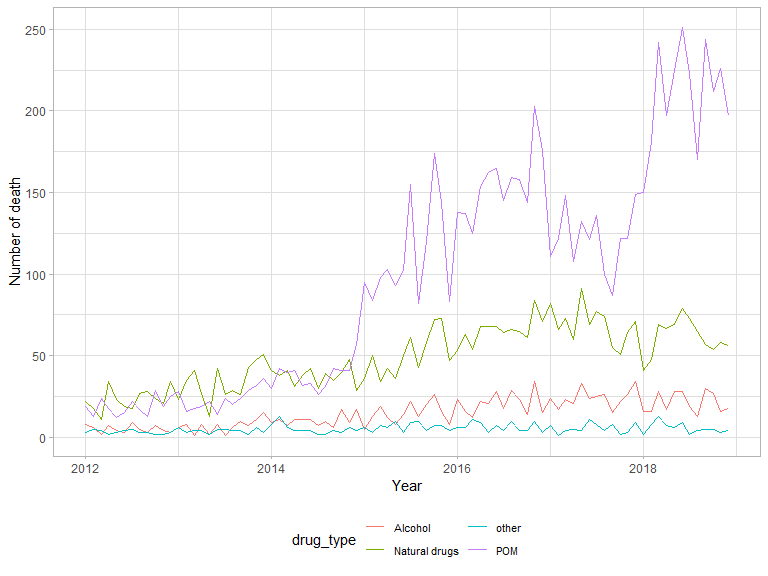 250
200
150
100
50
0
Number of death
2012
2014
2016
2018
Year
drug_type
Alcohol
other
Natural drugs
POM